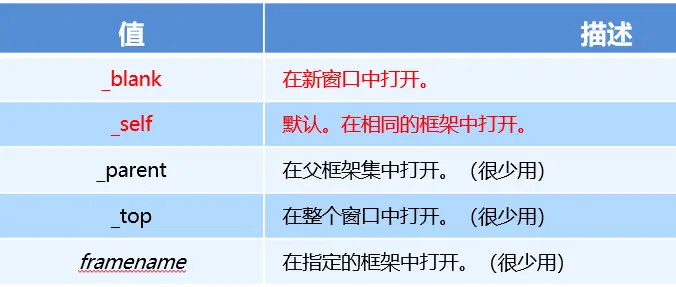 值 描述
_blank 在新窗口中打开。
_self 默认。在相同的框架中打开。
_parent 在父框架集中打开。（很少用）
_top 在整个窗口中打开。（很少用）
framename 在指定的框架中打开。（很少用）